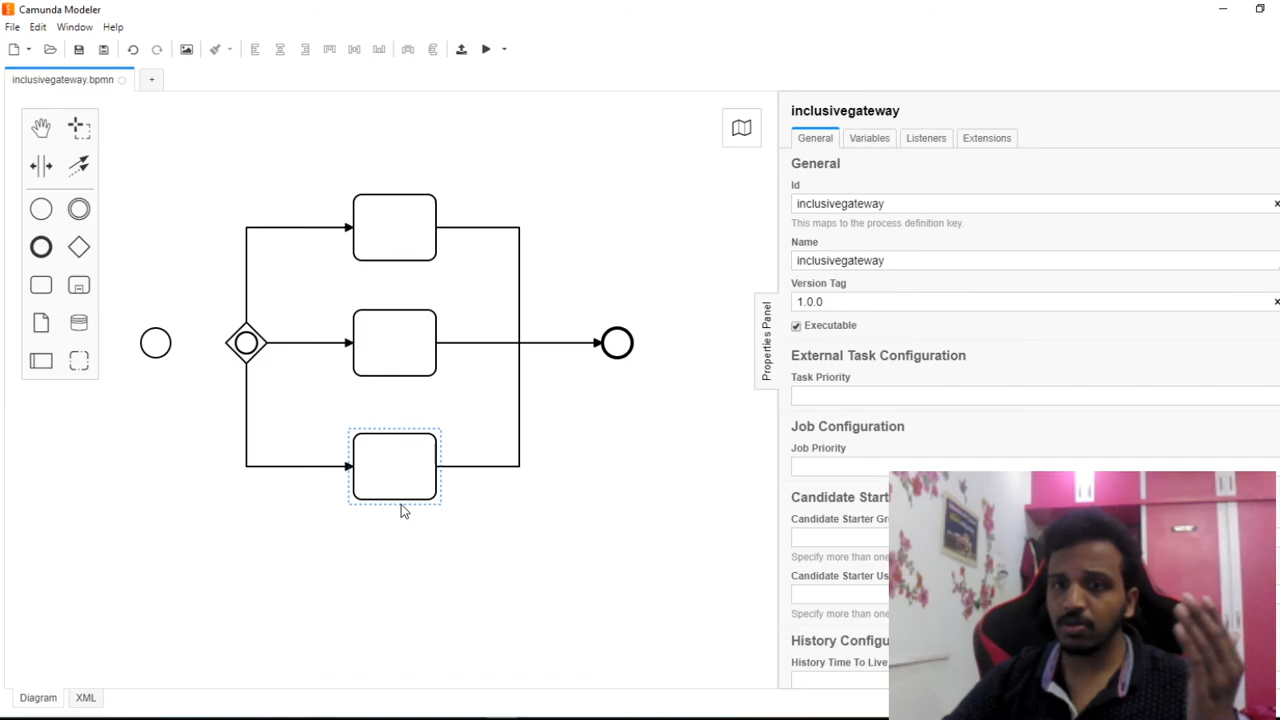 Camunda Modeler
File Edit Window Help
inclusivegateway.bpmn
+
inclusivegateway
General Variables Listeners Extensions
General
Id
inclusivegateway
This maps to the process definition key.
Name
inclusivegateway
Version Tag
1.0.0
Executable
External Task Configuration
Task Priority
Job Configuration
Job Priority
Candidate Start
Candidate Starter Gr
Specify more than one
Candidate Starter Us
Specify more than one
History Configu
History Time To Live
Properties Panel
Diagram XML